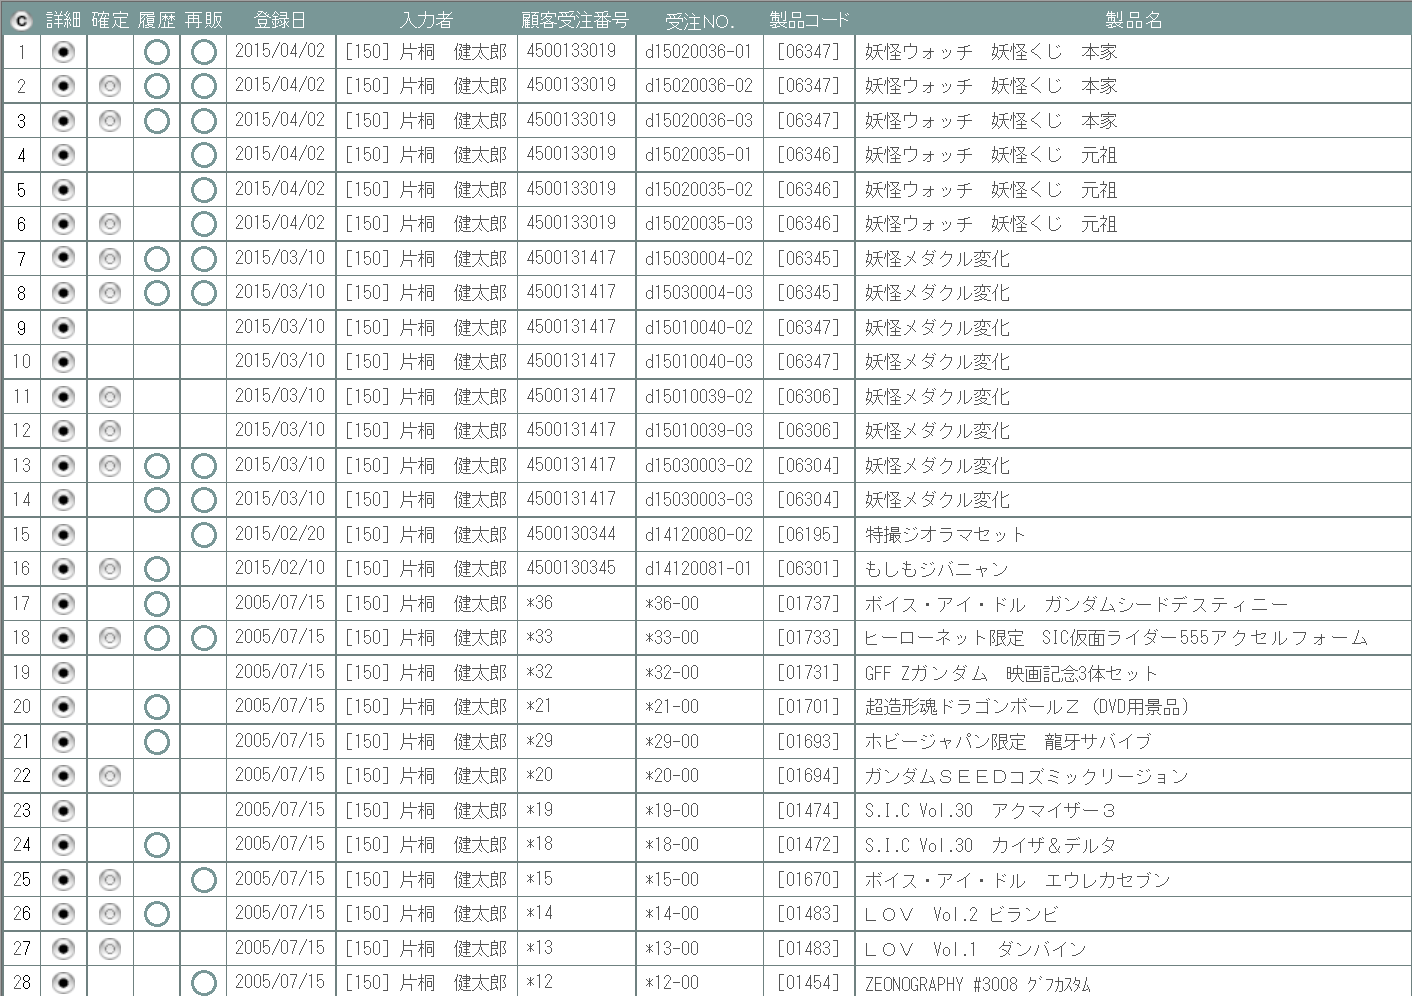 C 詳細 確定 履歴 再販 登録日 入力者 顧客受注番号 受注NO. 製品コード 製品名
1 2015/04/02 [150] 片桐　健太郎 4500133019 d15020036-01 [06347] 妖怪ウォッチ　妖怪くじ　本家
2 2015/04/02 [150] 片桐　健太郎 4500133019 d15020036-02 [06347] 妖怪ウォッチ　妖怪くじ　本家
3 2015/04/02 [150] 片桐　健太郎 4500133019 d15020036-03 [06347] 妖怪ウォッチ　妖怪くじ　本家
4 2015/04/02 [150] 片桐　健太郎 4500133019 d15020035-01 [06346] 妖怪ウォッチ　妖怪くじ　元祖
5 2015/04/02 [150] 片桐　健太郎 4500133019 d15020035-02 [06346] 妖怪ウォッチ　妖怪くじ　元祖
6 2015/04/02 [150] 片桐　健太郎 4500133019 d15020035-03 [06346] 妖怪ウォッチ　妖怪くじ　元祖
7 2015/03/10 [150] 片桐　健太郎 4500131417 d15030004-02 [06345] 妖怪メダクル変化
8 2015/03/10 [150] 片桐　健太郎 4500131417 d15030004-03 [06345] 妖怪メダクル変化
9 2015/03/10 [150] 片桐　健太郎 4500131417 d15010040-02 [06347] 妖怪メダクル変化
10 2015/03/10 [150] 片桐　健太郎 4500131417 d15010040-03 [06347] 妖怪メダクル変化
11 2015/03/10 [150] 片桐　健太郎 4500131417 d15010039-02 [06306] 妖怪メダクル変化
12 2015/03/10 [150] 片桐　健太郎 4500131417 d15010039-03 [06306] 妖怪メダクル変化
13 2015/03/10 [150] 片桐　健太郎 4500131417 d15030003-02 [06304] 妖怪メダクル変化
14 2015/03/10 [150] 片桐　健太郎 4500131417 d15030003-03 [06304] 妖怪メダクル変化
15 2015/02/20 [150] 片桐　健太郎 4500130344 d14120080-02 [06195] 特撮ジオラマセット
16 2015/02/10 [150] 片桐　健太郎 4500130345 d14120081-01 [06301] もしもジバニャン
17 2005/07/15 [150] 片桐　健太郎 *36 *36-00 [01737] ボイス・アイ・ドル　ガンダムシードデスティニー
18 2005/07/15 [150] 片桐　健太郎 *33 *33-00 [01733] ヒーローネット限定　SIC仮面ライダー555アクセルフォーム
19 2005/07/15 [150] 片桐　健太郎 *32 *32-00 [01731] GFF Zガンダム　映画記念3体セット
20 2005/07/15 [150] 片桐　健太郎 *21 *21-00 [01701] 超造形魂ドラゴンボールＺ (DVD用景品)
21 2005/07/15 [150] 片桐　健太郎 *29 *29-00 [01693] ホビージャパン限定　龍牙サバイブ
22 2005/07/15 [150] 片桐　健太郎 *20 *20-00 [01694] ガンダムＳＥＥＤコズミックリージョン
23 2005/07/15 [150] 片桐　健太郎 *19 *19-00 [01474] S.I.C Vol.30　アクマイザー３
24 2005/07/15 [150] 片桐　健太郎 *18 *18-00 [01472] S.I.C Vol.30　カイザ＆デルタ
25 2005/07/15 [150] 片桐　健太郎 *15 *15-00 [01670] ボイス・アイ・ドル　エウレカセブン
26 2005/07/15 [150] 片桐　健太郎 *14 *14-00 [01483] ＬＯＶ　Vol.2 ビランビ
27 2005/07/15 [150] 片桐　健太郎 *13 *13-00 [01483] ＬＯＶ　Vol.1　ダンバイン
28 2005/07/15 [150] 片桐　健太郎 *12 *12-00 [01454] ZEONOGRAPHY #3008 ｸﾞﾌｶｽﾀﾑ